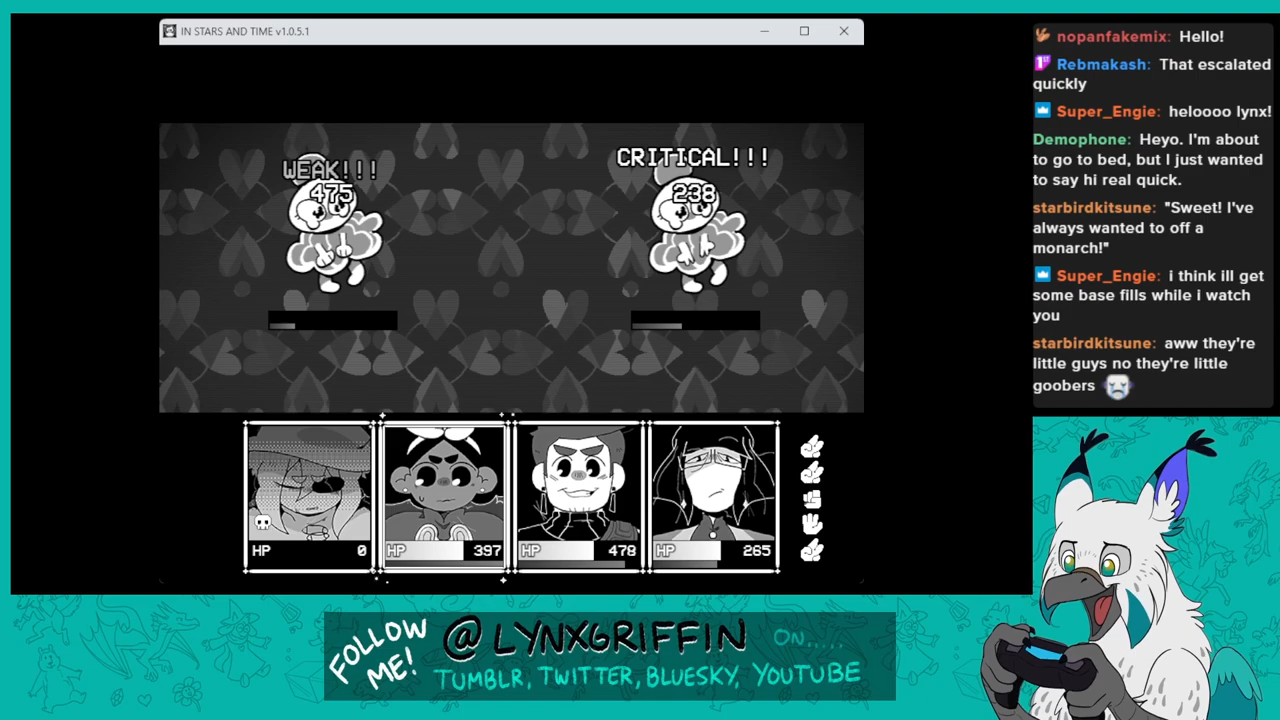 IN STARS AND TIME v1.0.5.1
WEAK!!!
475
CRITICAL!!!
238
HP 0
HP 397
HP 478
HP 265
nopanfakemix: Hello!
Rebmakash: That escalated
quickly
Super_Engie: heloooo lynx!
Demophone: Heyo. I'm about
to go to bed, but I just wanted
to say hi real quick.
starbirdkitsune: "Sweet! I've
always wanted to off a
monarch!"
Super_Engie: i think ill get
some base fills while i watch
you
starbirdkitsune: aww they're
little guys no they're little
goobers
FOLLOW
ME!
@LYNXGRIFFIN ON.....
TUMBLR, TWITTER, BLUESKY, YOUTUBE